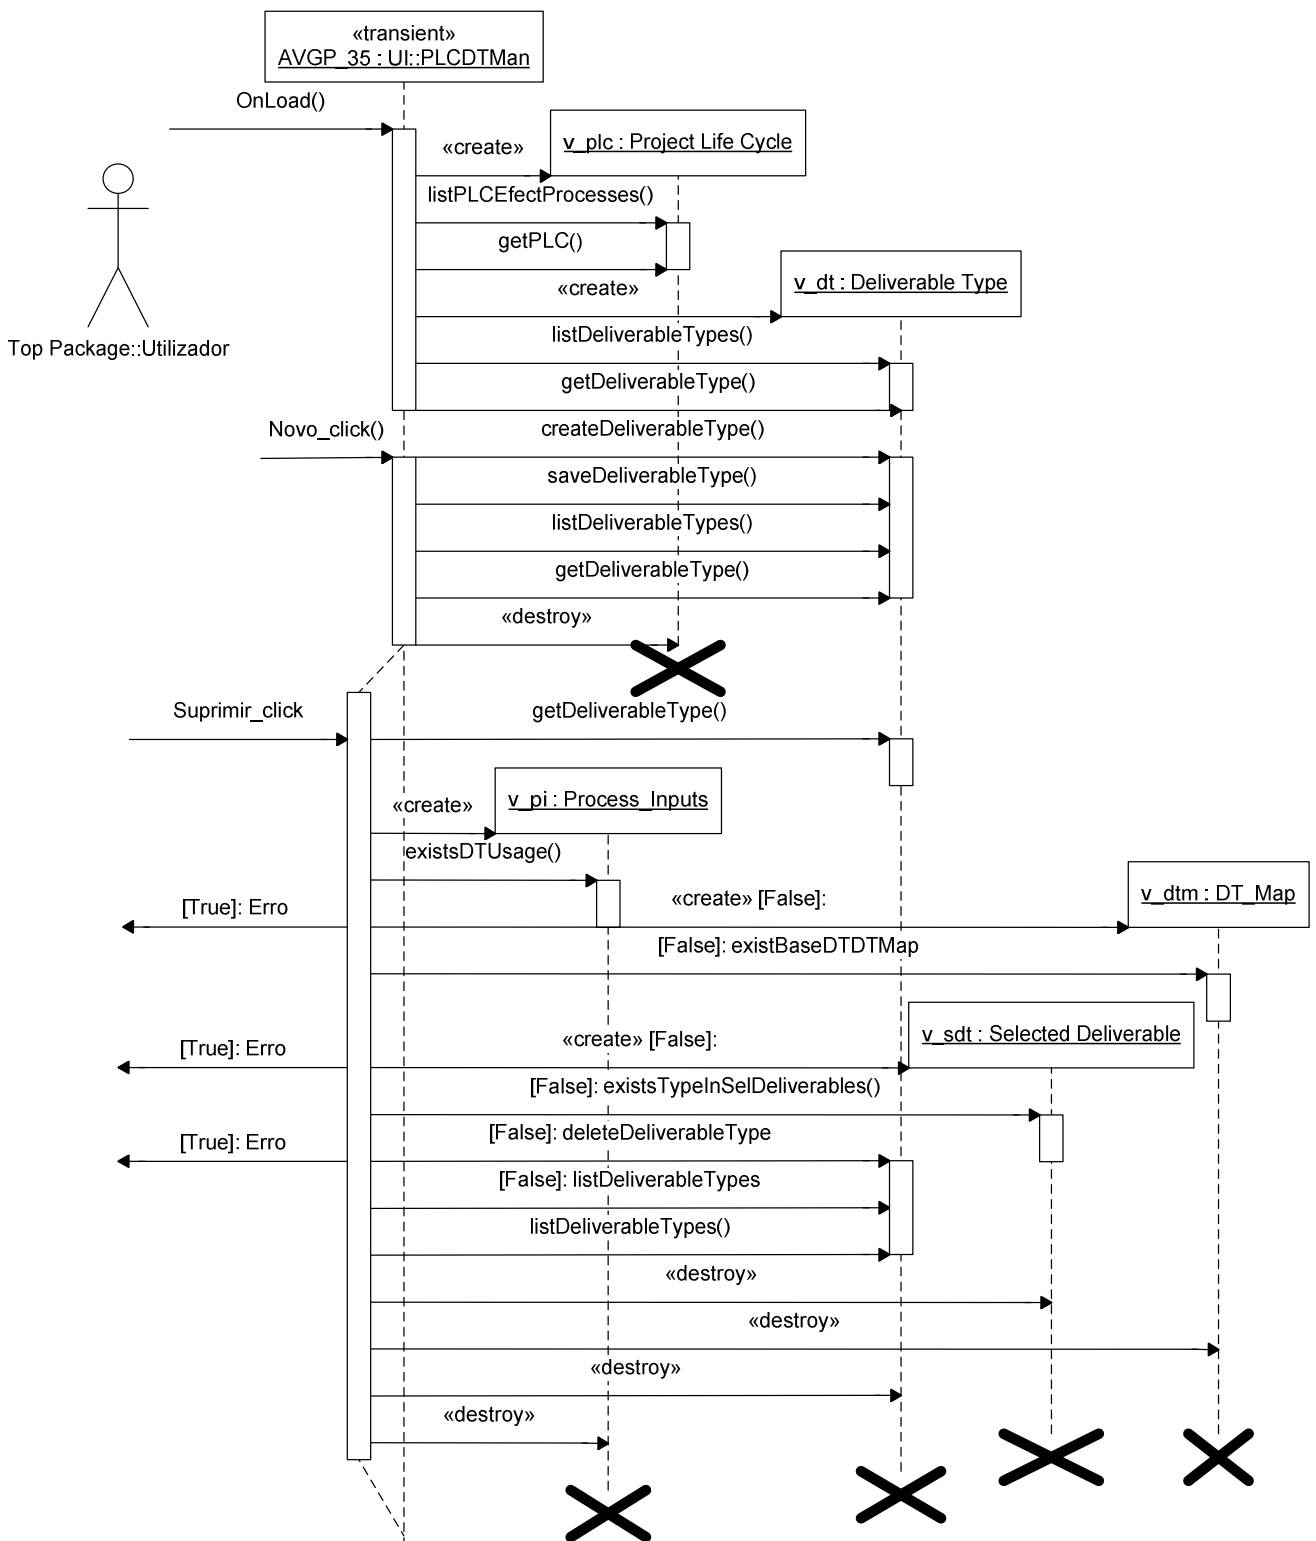 «transient»
AVGP_35 : UI::PLCDTMan
OnLoad()
«create»
v_plc : Project Life Cycle
listPLCEfectProcesses()
getPLC()
«create»
v_dt : Deliverable Type
Top Package::Utilizador
listDeliverableTypes()
getDeliverableType()
Novo_click()
createDeliverableType()
saveDeliverableType()
listDeliverableTypes()
getDeliverableType()
«destroy»
Suprimir_click
getDeliverableType()
«create»
v_pi : Process_Inputs
existsDTUsage()
[True]: Erro
«create» [False]:
v_dtm : DT_Map
[False]: existBaseDTDTMap
[True]: Erro
«create» [False]:
v_sdt : Selected Deliverable
[False]: existsTypeInSelDeliverables()
[True]: Erro
[False]: deleteDeliverableType
[False]: listDeliverableTypes
listDeliverableTypes()
«destroy»
«destroy»
«destroy»
«destroy»